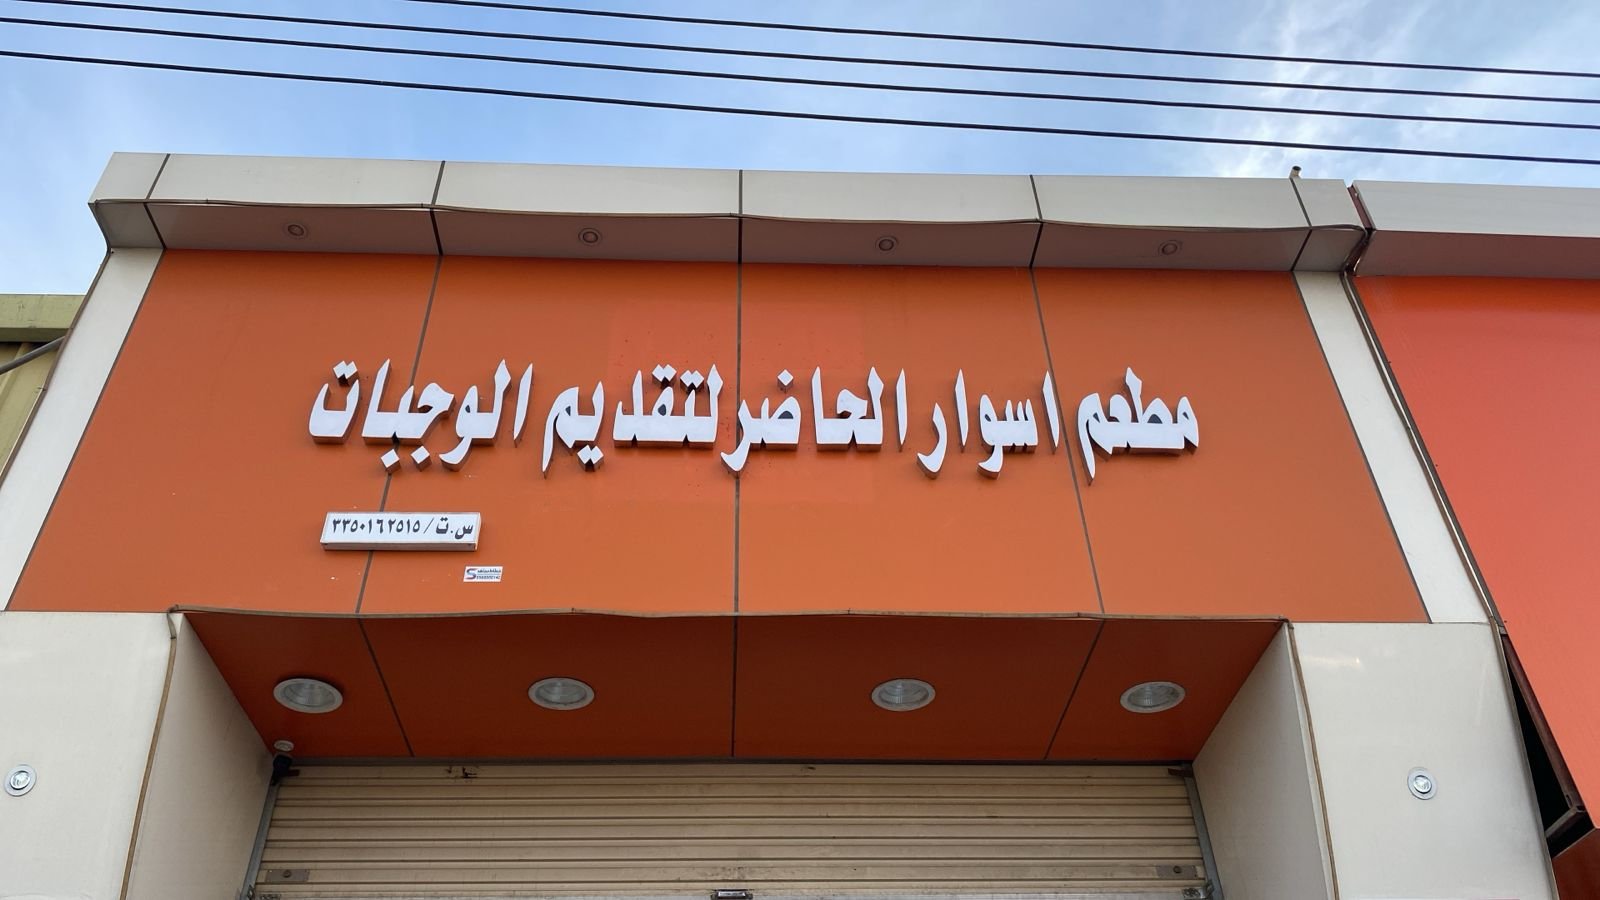 مطعم اسوار الحاضر لتقديم الوجبات
س.ت / ٣٣٥٠١٦٢٥١٥